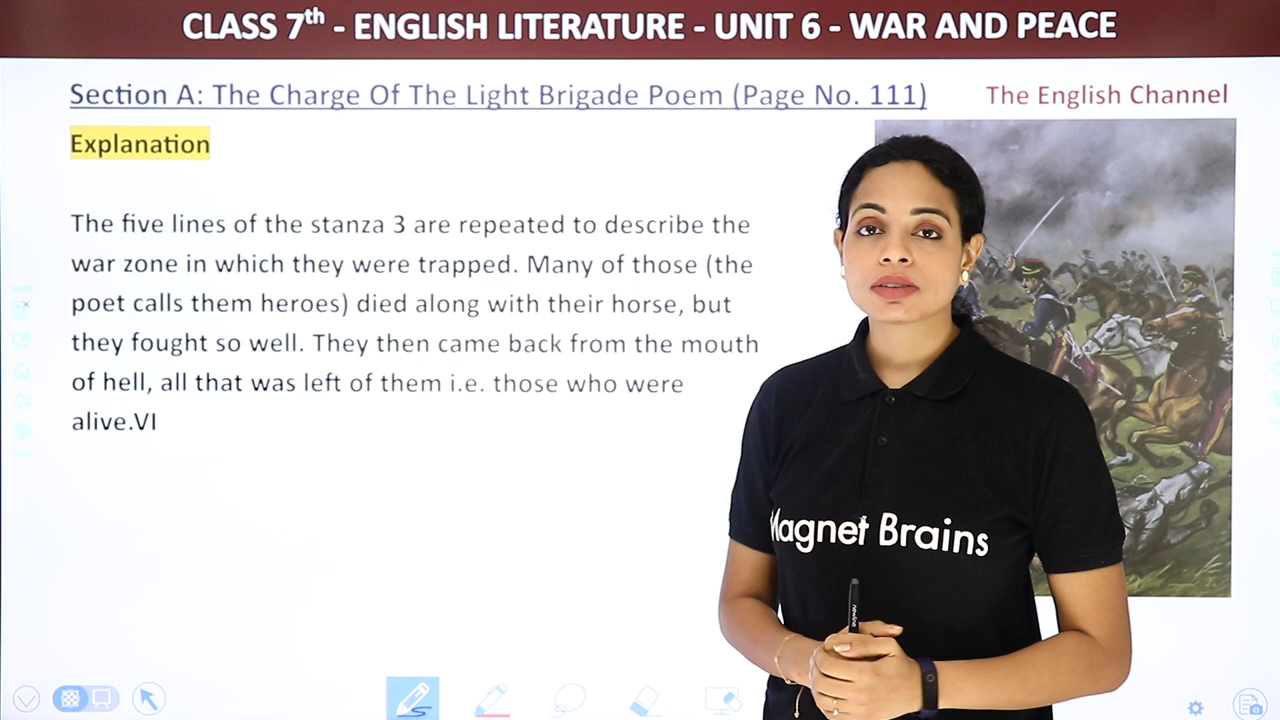 CLASS 7th - ENGLISH LITERATURE - UNIT 6 - WAR AND PEACE
Section A: The Charge Of The Light Brigade Poem (Page No. 111)
The English Channel
Explanation
The five lines of the stanza 3 are repeated to describe the
war zone in which they were trapped. Many of those (the
poet calls them heroes) died along with their horse, but
they fought so well. They then came back from the mouth
of hell, all that was left of them i.e. those who were
alive.VI
Magnet Brains
newline